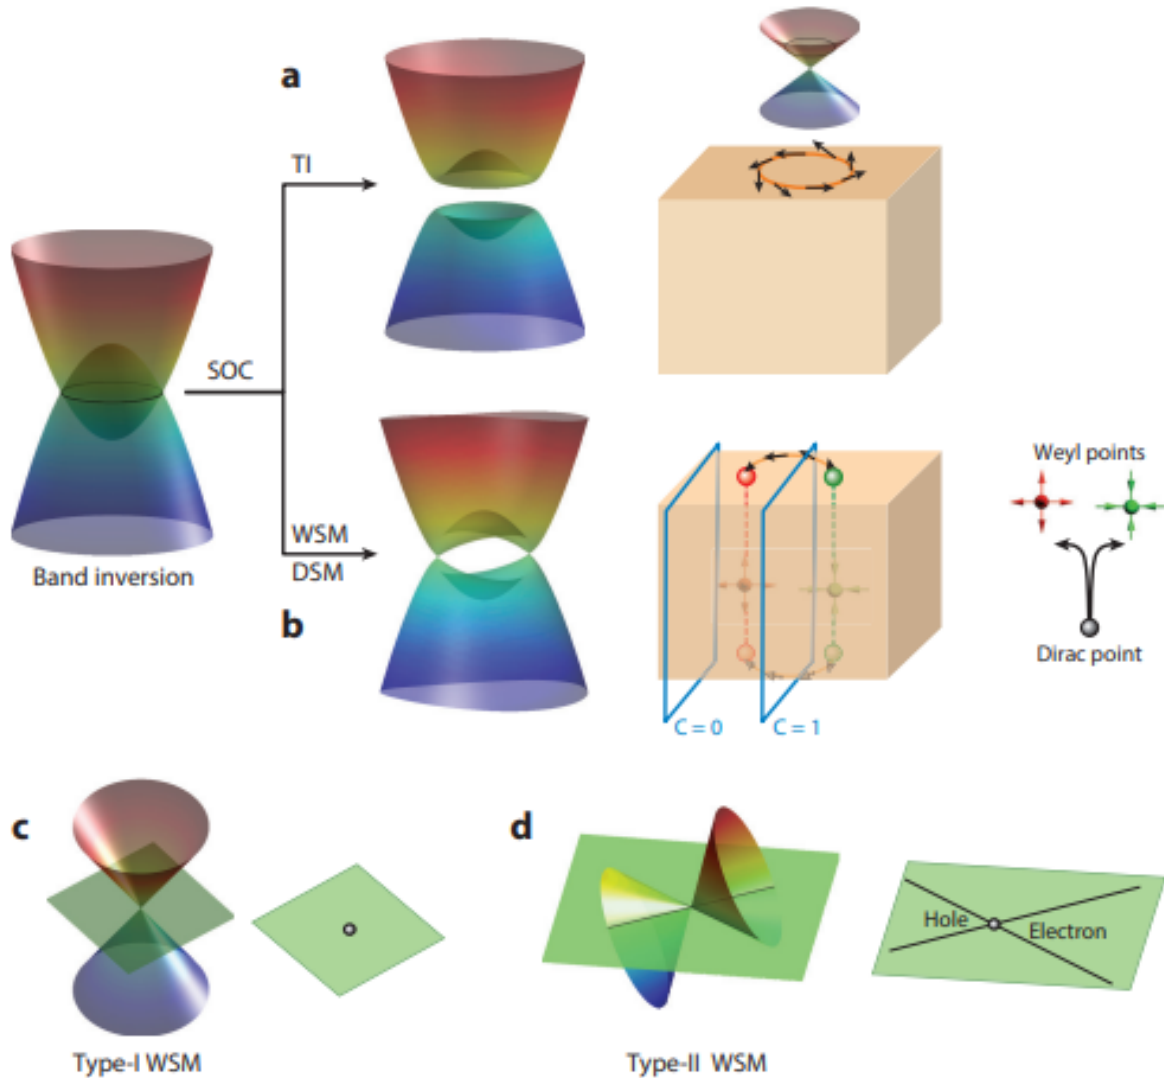 a
TI
SOC
Band inversion
WSM
DSM
b
Weyl points
Dirac point
C = 0
C = 1
c
Type-I WSM
d
Hole
Electron
Type-II WSM